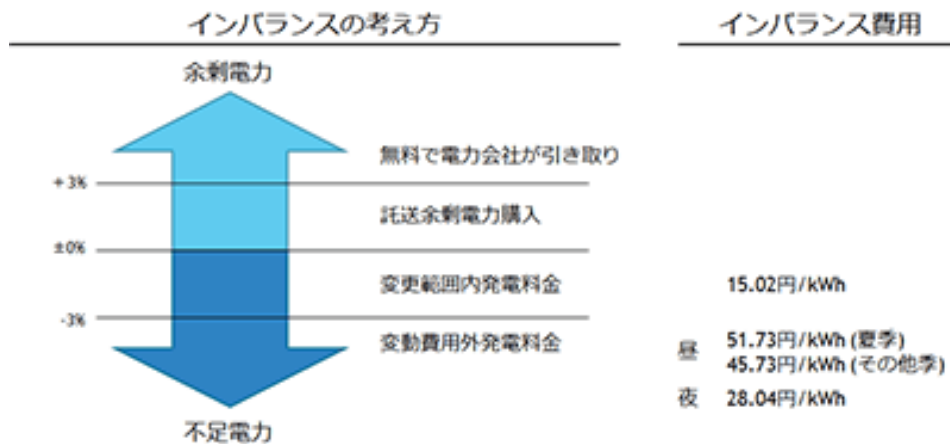 インバランスの考え方
インバランス費用
余剰電力
無料で電力会社が引き取り
+3%
託送余剰電力購入
±0%
変更範囲内発電料金
15.02円/kWh
-3%
変動費用外発電料金
昼
51.73円/kWh (夏季)
45.73円/kWh (その他季)
夜
28.04円/kWh
不足電力